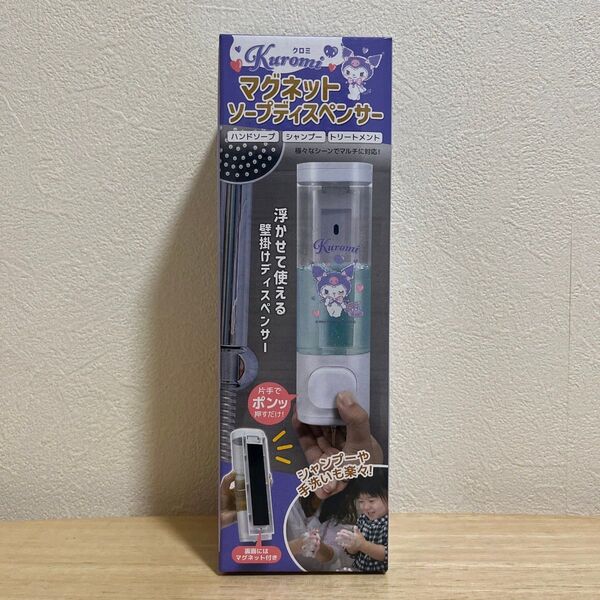 クロミ
Kuromi
マグネット
ソープディスペンサー
ハンドソープ シャンプー トリートメント
様々なシーンでマルチに対応!
浮かせて使える
壁掛けディスペンサー
Kuromi
片手で
ポンッ
押すだけ!
シャンプーや
手洗いも楽々!
裏面には
マグネット付き